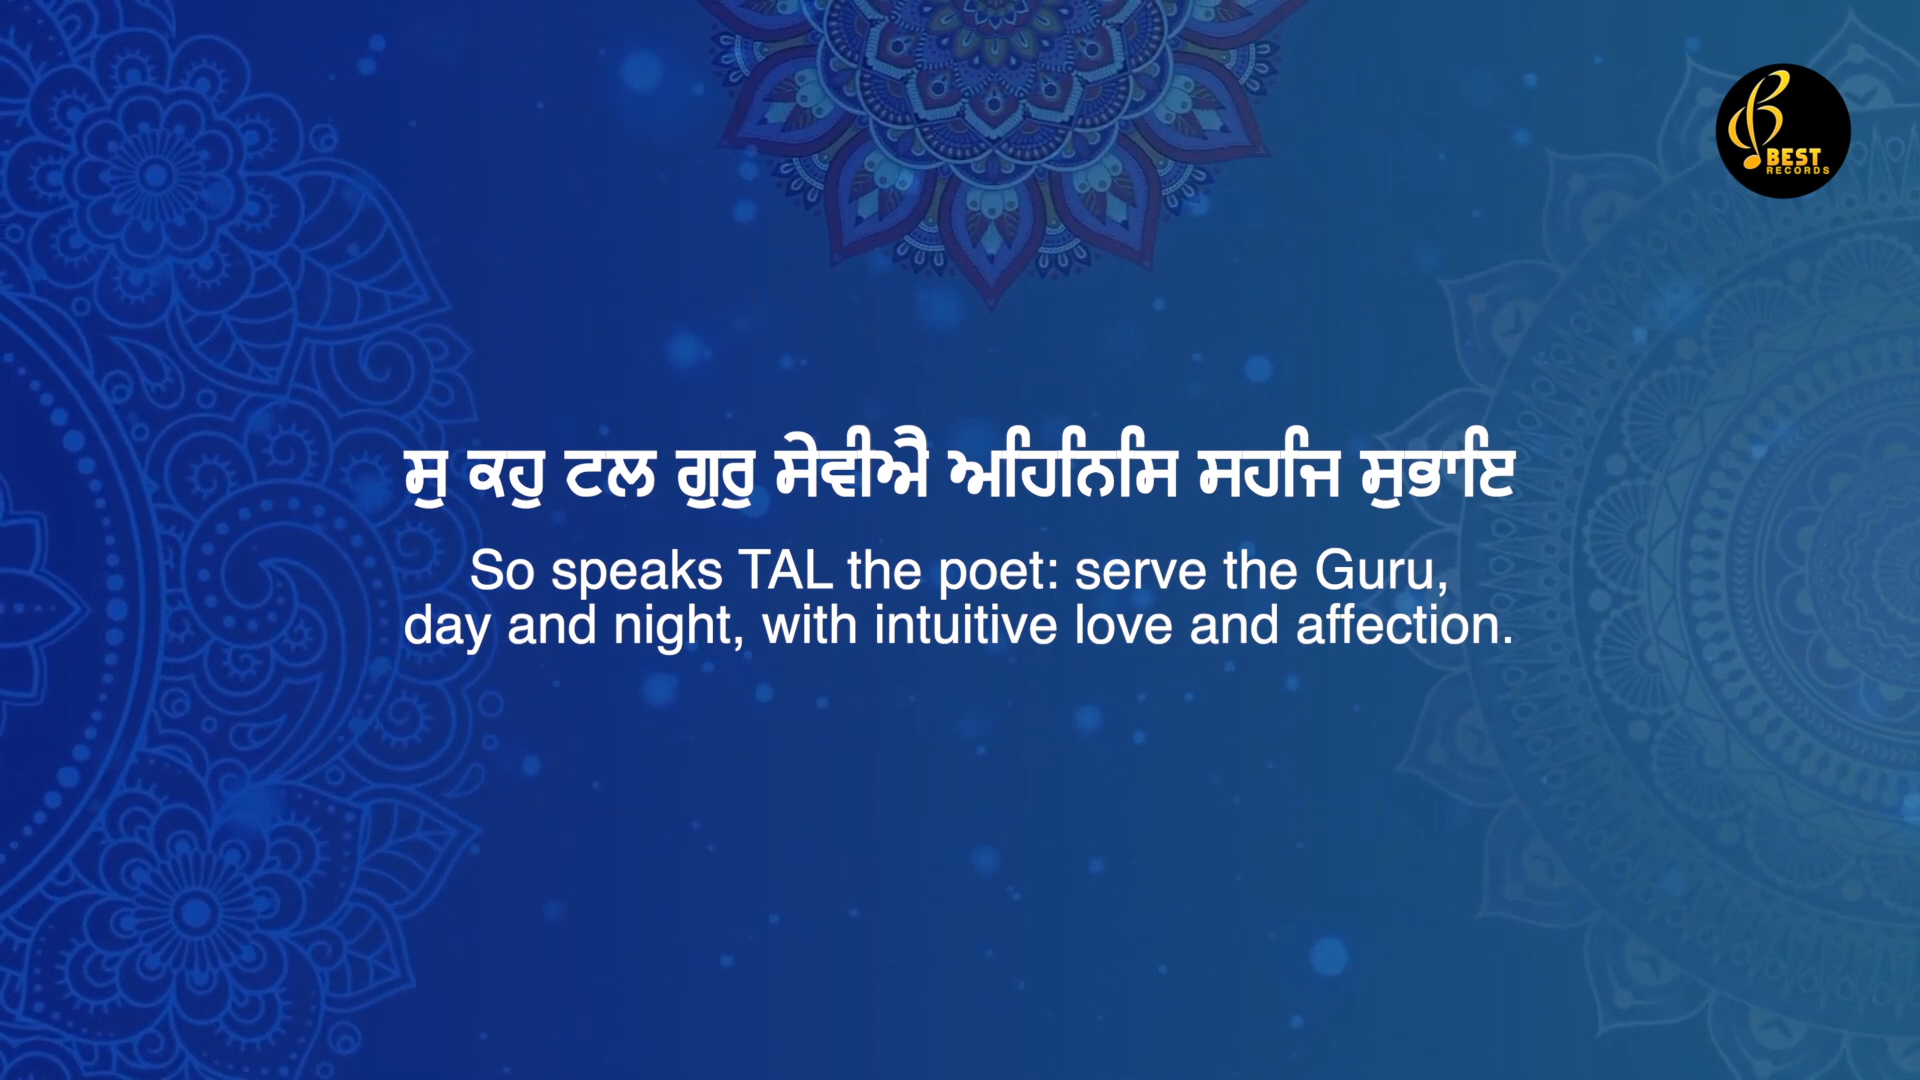 BEST
RECORDS
ਸੁ ਕਹੁ ਟਲ ਗੁਰੁ ਸੇਵੀਐ ਅਹਿਨਿਸਿ ਸਹਜਿ ਸੁਭਾਇ
So speaks TAL the poet: serve the Guru,
day and night, with intuitive love and affection.